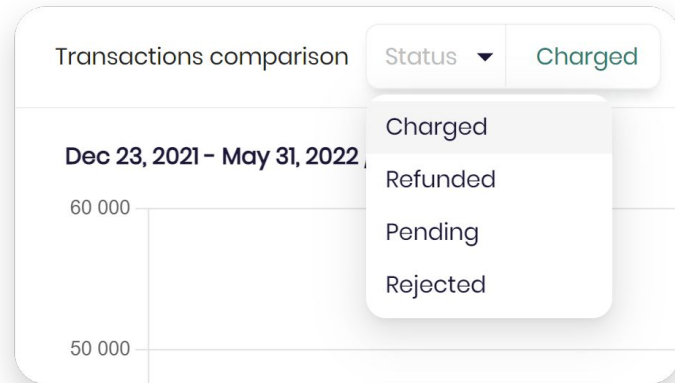 Transactions comparison Status Charged
Charged
Dec 23, 2021 - May 31, 2022
Refunded
60 000
Pending
Rejected
50 000